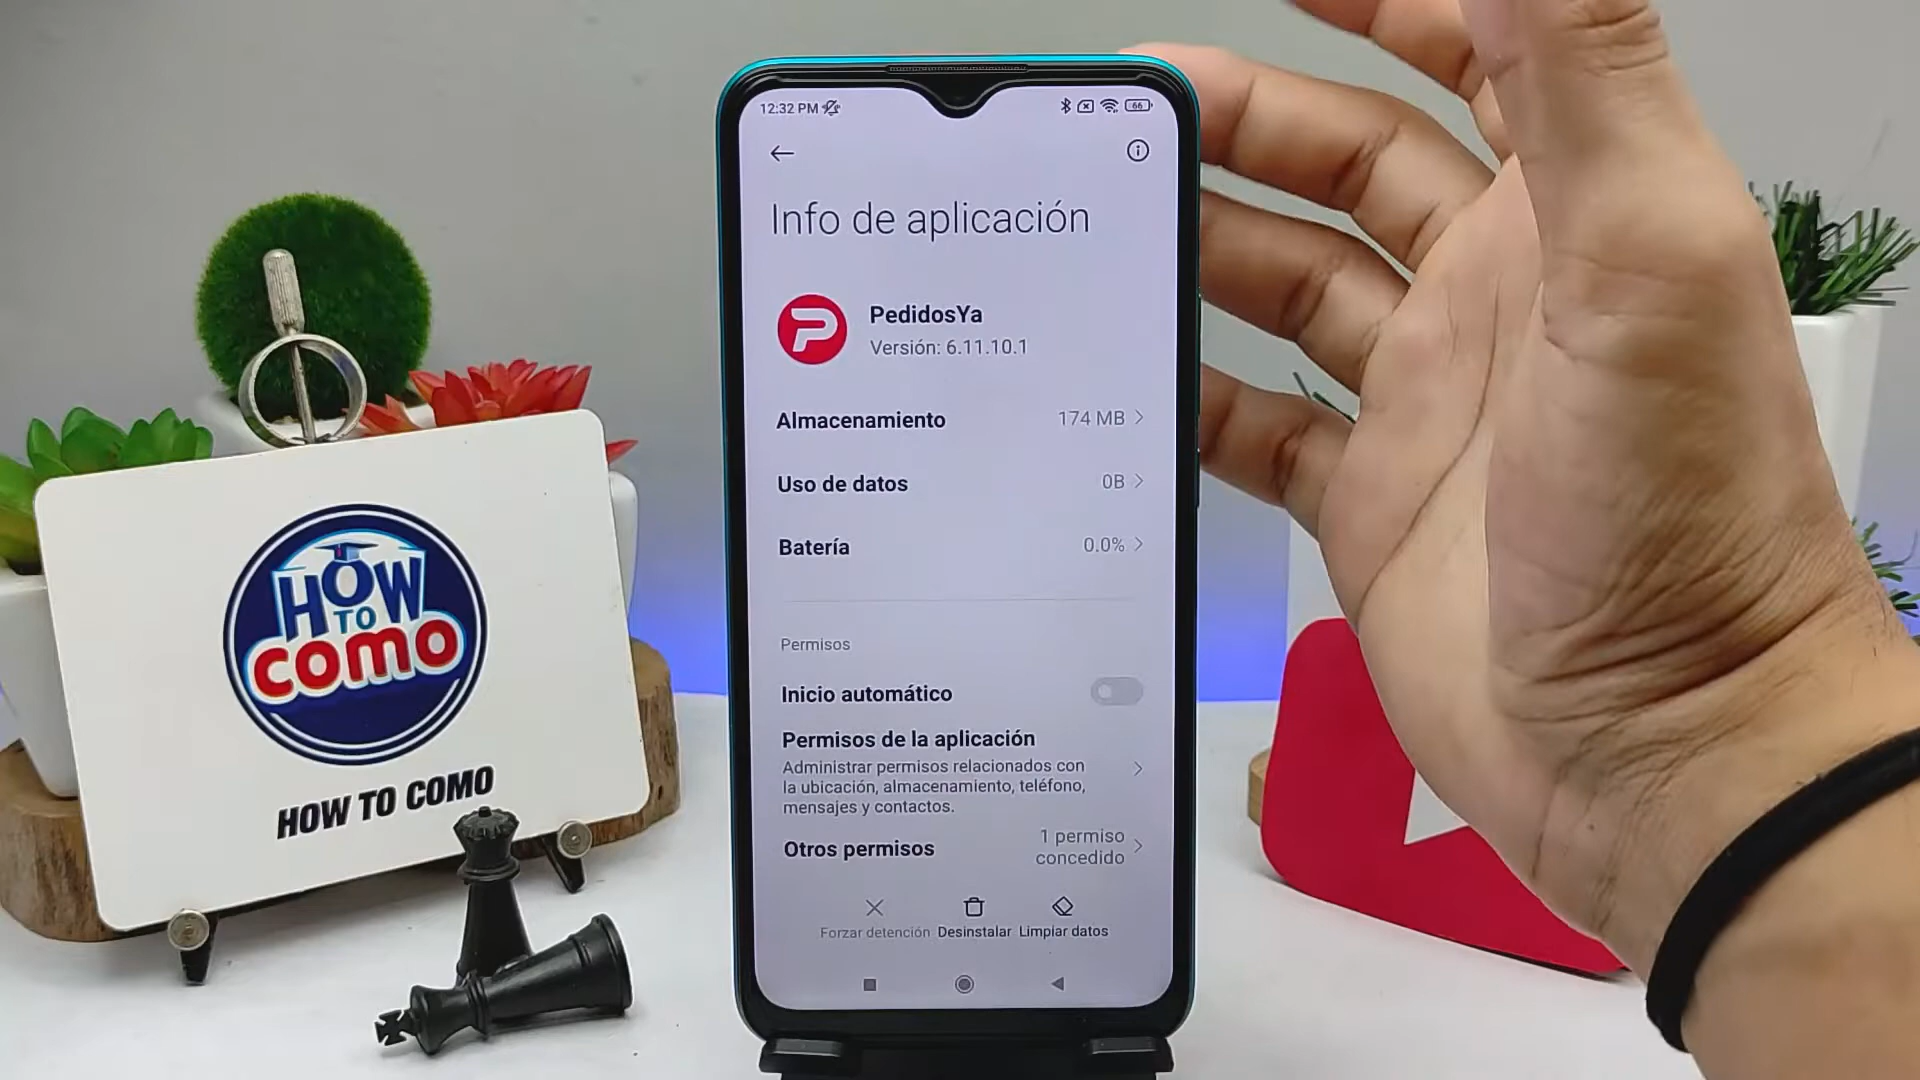 12:32 PM
66
Info de aplicación
PedidosYa
Versión: 6.11.10.1
Almacenamiento 174 MB
Uso de datos 0B
Batería 0.0%
Permisos
Inicio automático
Permisos de la aplicación
Administrar permisos relacionados con
la ubicación, almacenamiento, teléfono,
mensajes y contactos.
Otros permisos 1 permiso
concedido
Forzar detención Desinstalar Limpiar datos
HOW
TO
como
HOW TO COMO